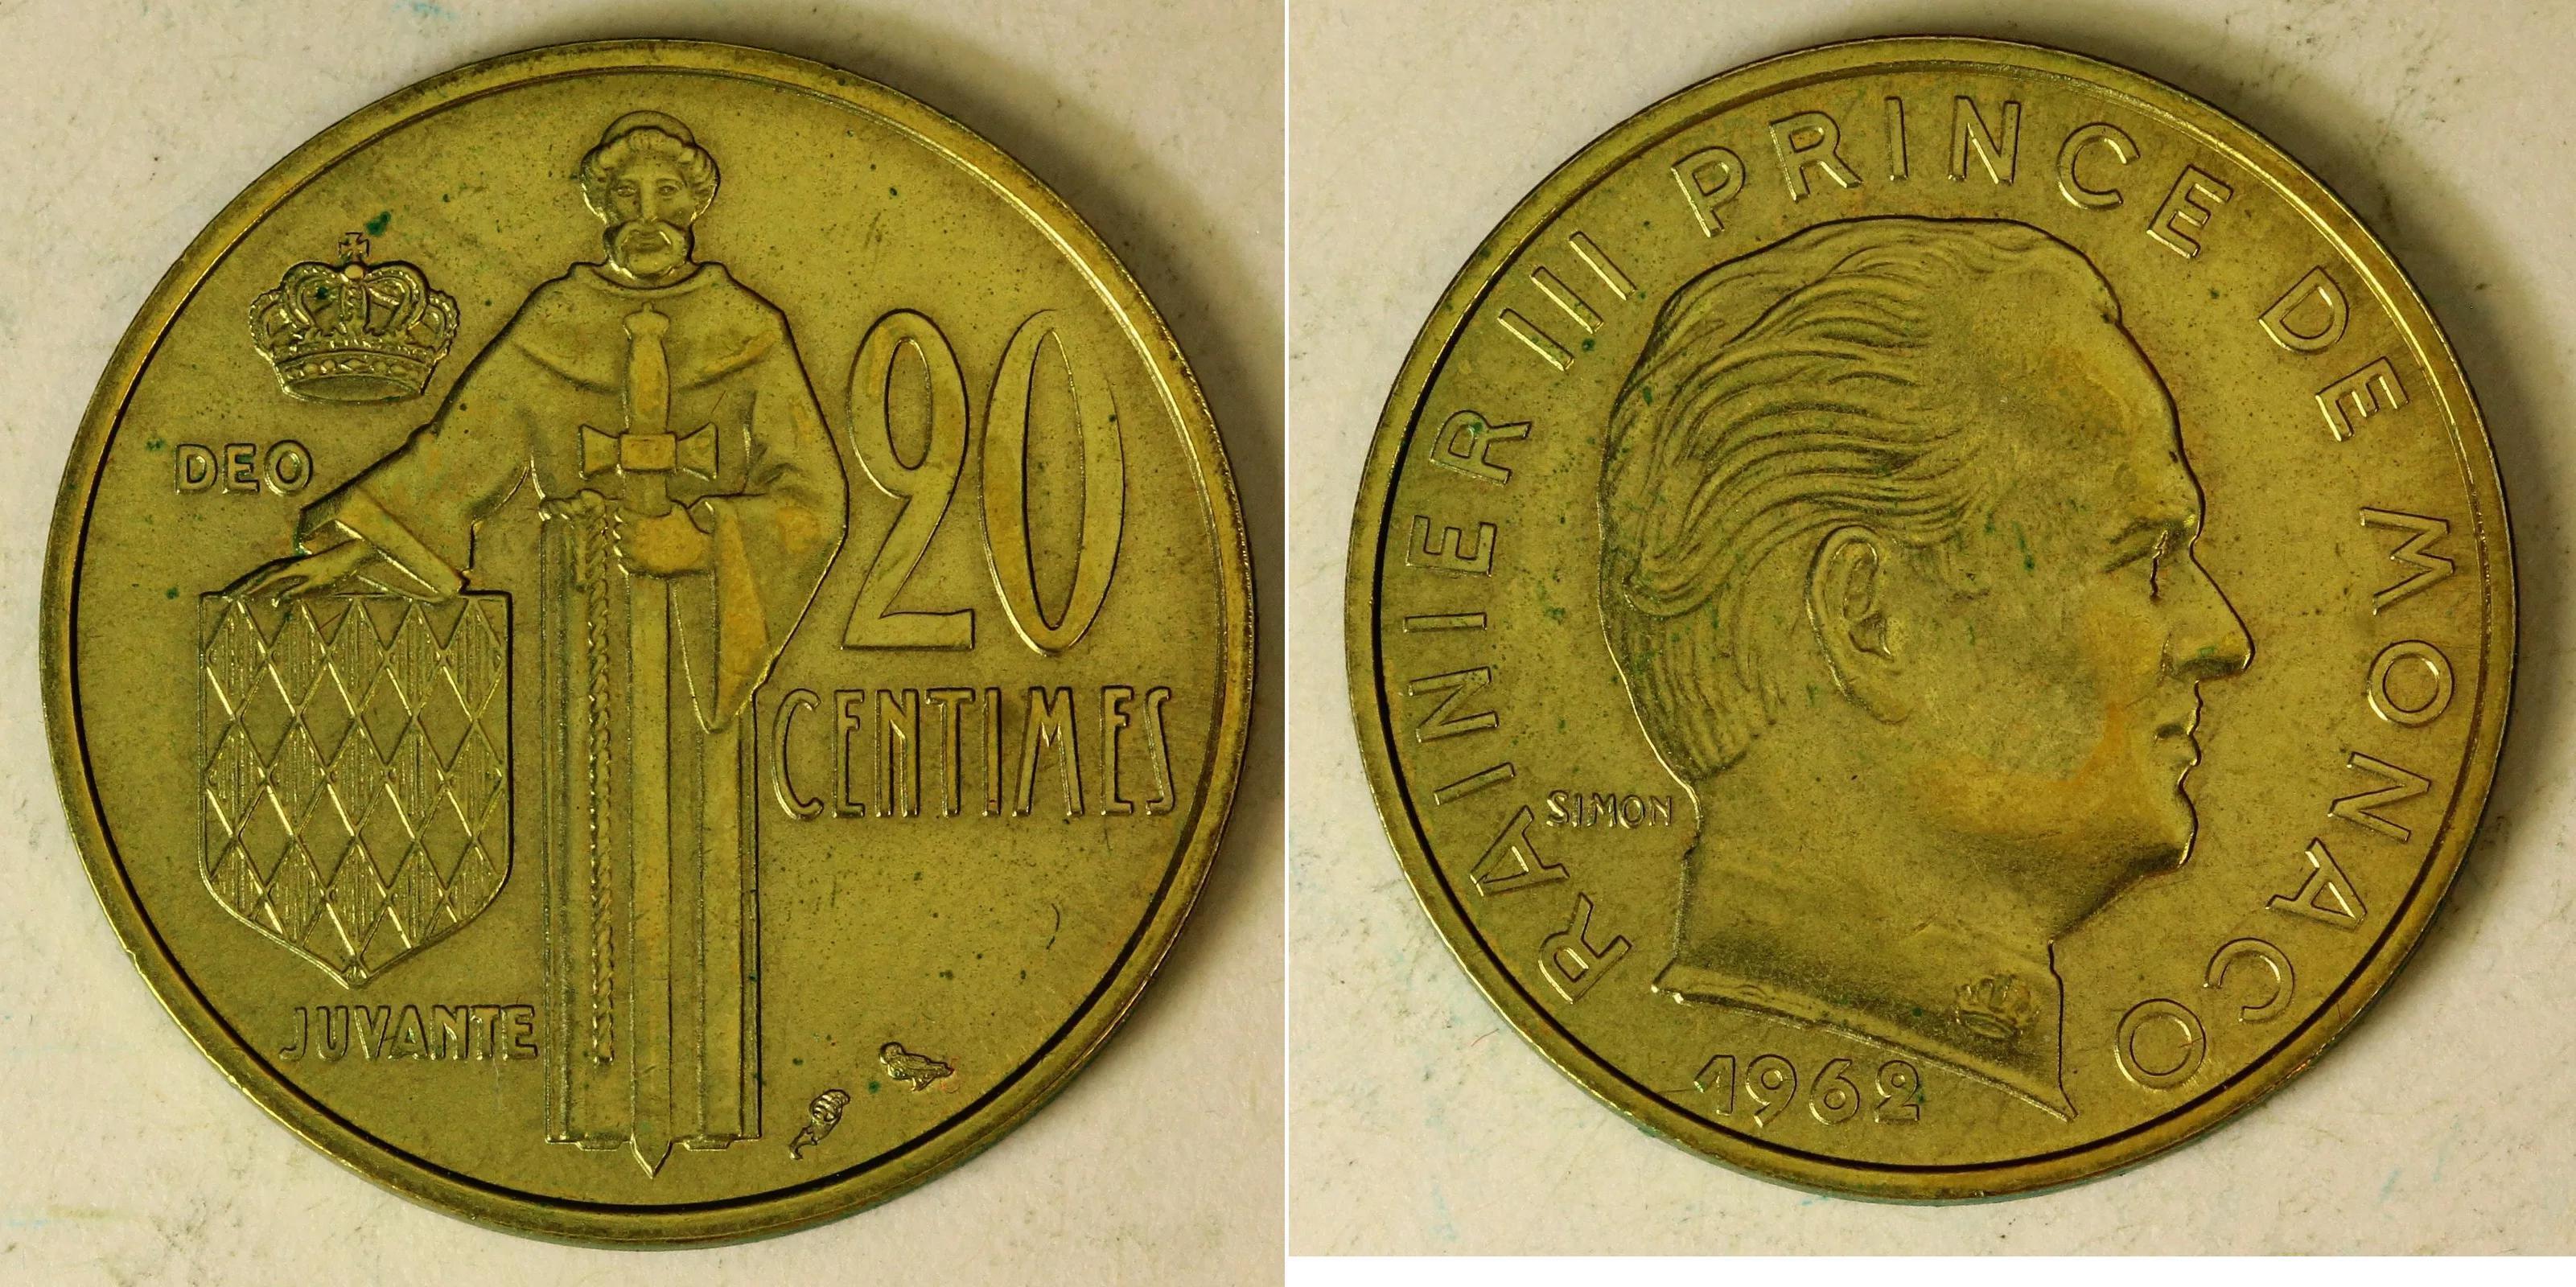 DEO
20
CENTIMES
JUVANTE
RAINIER III PRINCE DE MONACO
SIMON
1962